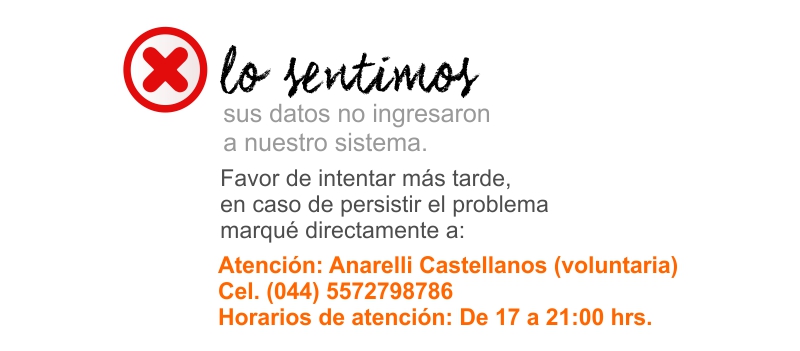 lo sentimos
sus datos no ingresaron
a nuestro sistema.
Favor de intentar más tarde,
en caso de persistir el problema
marqué directamente a:
Atención: Anarelli Castellanos (voluntaria)
Cel. (044) 5572798786
Horarios de atención: De 17 a 21:00 hrs.